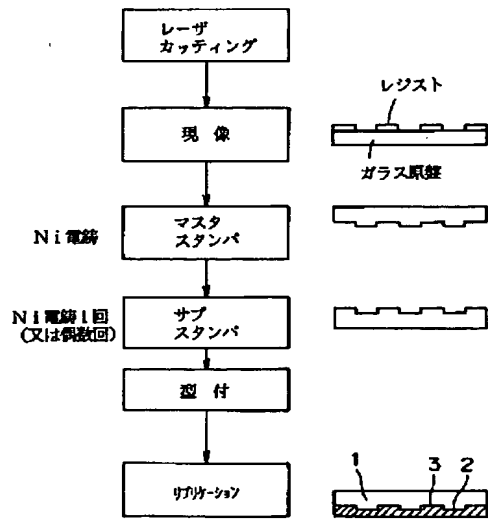 レーザ
カッティング
現 像
レジスト
ガラス原盤
Ni電鋳
マスタ
スタンパ
Ni電鋳1回
(又は偶数回)
サブ
スタンパ
型 付
リプリケーション
1
3
2